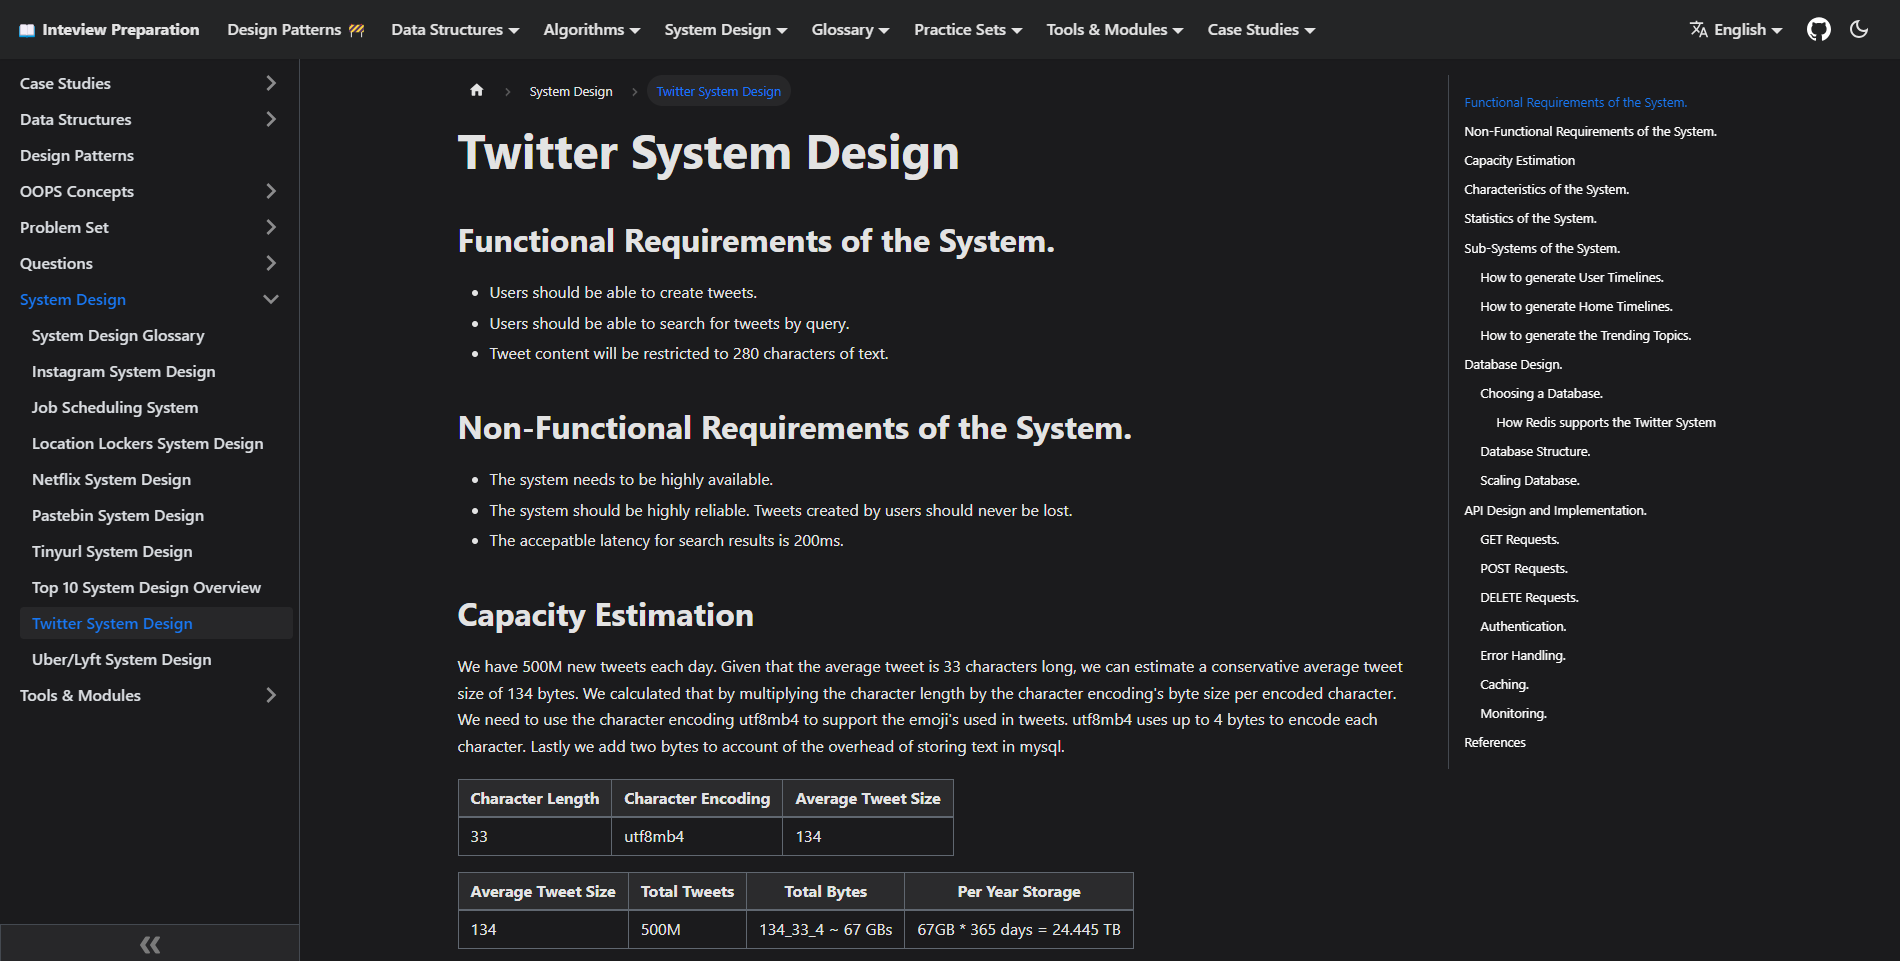 Inteview Preparation Design Patterns 🚧 Data Structures Algorithms System Design Glossary Practice Sets Tools & Modules Case Studies English
Case Studies
Data Structures
Design Patterns
OOPS Concepts
Problem Set
Questions
System Design
System Design Glossary
Instagram System Design
Job Scheduling System
Location Lockers System Design
Netflix System Design
Pastebin System Design
Tinyurl System Design
Top 10 System Design Overview
Twitter System Design
Uber/Lyft System Design
Tools & Modules
System Design Twitter System Design
Twitter System Design
Functional Requirements of the System.
• Users should be able to create tweets.
• Users should be able to search for tweets by query.
• Tweet content will be restricted to 280 characters of text.
Non-Functional Requirements of the System.
• The system needs to be highly available.
• The system should be highly reliable. Tweets created by users should never be lost.
• The accepatble latency for search results is 200ms.
Capacity Estimation
We have 500M new tweets each day. Given that the average tweet is 33 characters long, we can estimate a conservative average tweet
size of 134 bytes. We calculated that by multiplying the character length by the character encoding's byte size per encoded character.
We need to use the character encoding utf8mb4 to support the emoji's used in tweets. utf8mb4 uses up to 4 bytes to encode each
character. Lastly we add two bytes to account of the overhead of storing text in mysql.
Character Length Character Encoding Average Tweet Size
33 utf8mb4 134
Average Tweet Size Total Tweets Total Bytes Per Year Storage
134 500M 134_33_4 ~ 67 GBs 67GB * 365 days = 24.445 TB
Functional Requirements of the System.
Non-Functional Requirements of the System.
Capacity Estimation
Characteristics of the System.
Statistics of the System.
Sub-Systems of the System.
How to generate User Timelines.
How to generate Home Timelines.
How to generate the Trending Topics.
Database Design.
Choosing a Database.
How Redis supports the Twitter System
Database Structure.
Scaling Database.
API Design and Implementation.
GET Requests.
POST Requests.
DELETE Requests.
Authentication.
Error Handling.
Caching.
Monitoring.
References